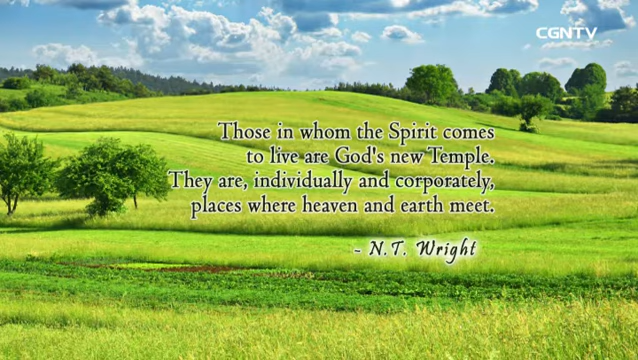 CGNTV
Those in whom the Spirit comes
to live are God's new Temple.
They are, individually and corporately,
places where heaven and earth meet.
- N.T. Wright